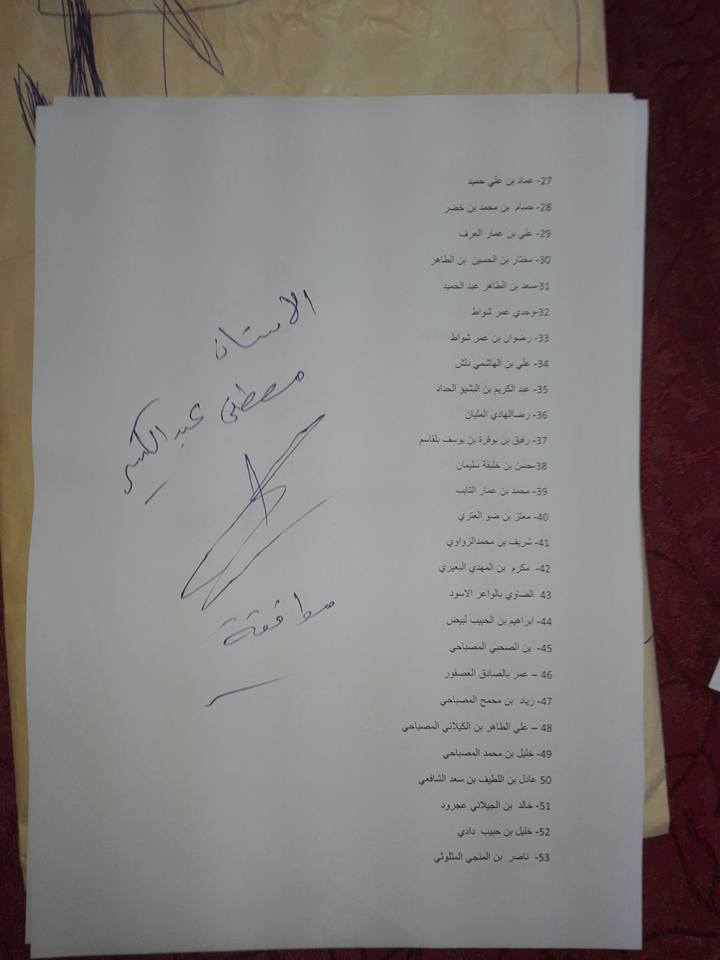 27- عماد بن علي حميد
28- حسام بن محمد بن خضر
29- علي بن عمار العرف
30- مختار بن الحسين بن الطاهر
31-سعد بن الطاهر عبد الحميد
32-وجدي عمر شواط
33- رضوان بن عمر شواط
34- علي بن الهاشمي دلش
35- عبد الكريم بن البشيؤ الحداد
36- رضاالهادي المليان
37- رفيق بن بوقرة بن يوسف بلقاسم
38-حسن بن خليفة سليمان
39- محمد بن عمار التايب
40- معتز بن ضو العتري
41- شريف بن محمدالزواوي
42- مكرم بن المهدي البعيري
43 الضاوي بالواعر الاسود
44- ابراهيم بن الحبيب لبيض
45- بن الصحبي المصباحي
46 – عمر بالصادق العصفور
47- زياد بن محمح المصباحي
48 – علي الطاهر بن الكيلاني المصباحي
49- خليل بن محمد المصباحي
50 عادل بن اللطيف بن سعد الشافعي
51- خالد بن الجيلاني عجرود
52- خليل بن حبيب دادي
53- ناصر بن المنجي المثلوثي
الاستاذ
مصطفى عبد الكبير
موافقة